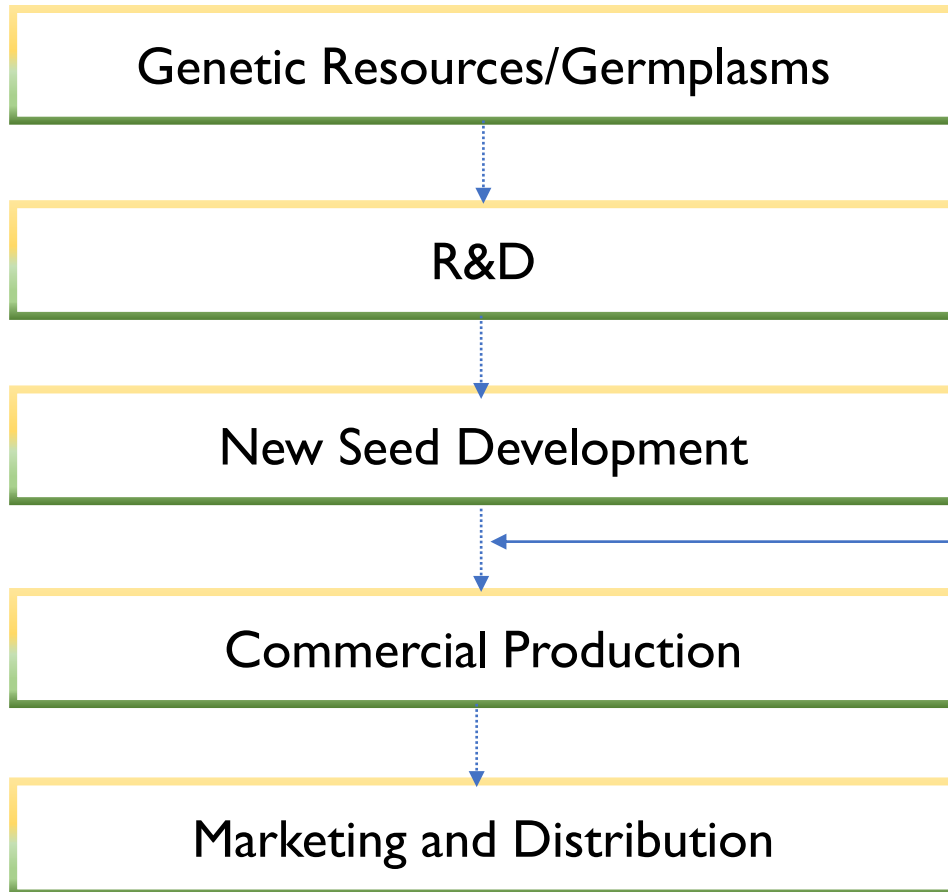 Genetic Resources/Germplasms
R&D
New Seed Development
Commercial Production
Marketing and Distribution